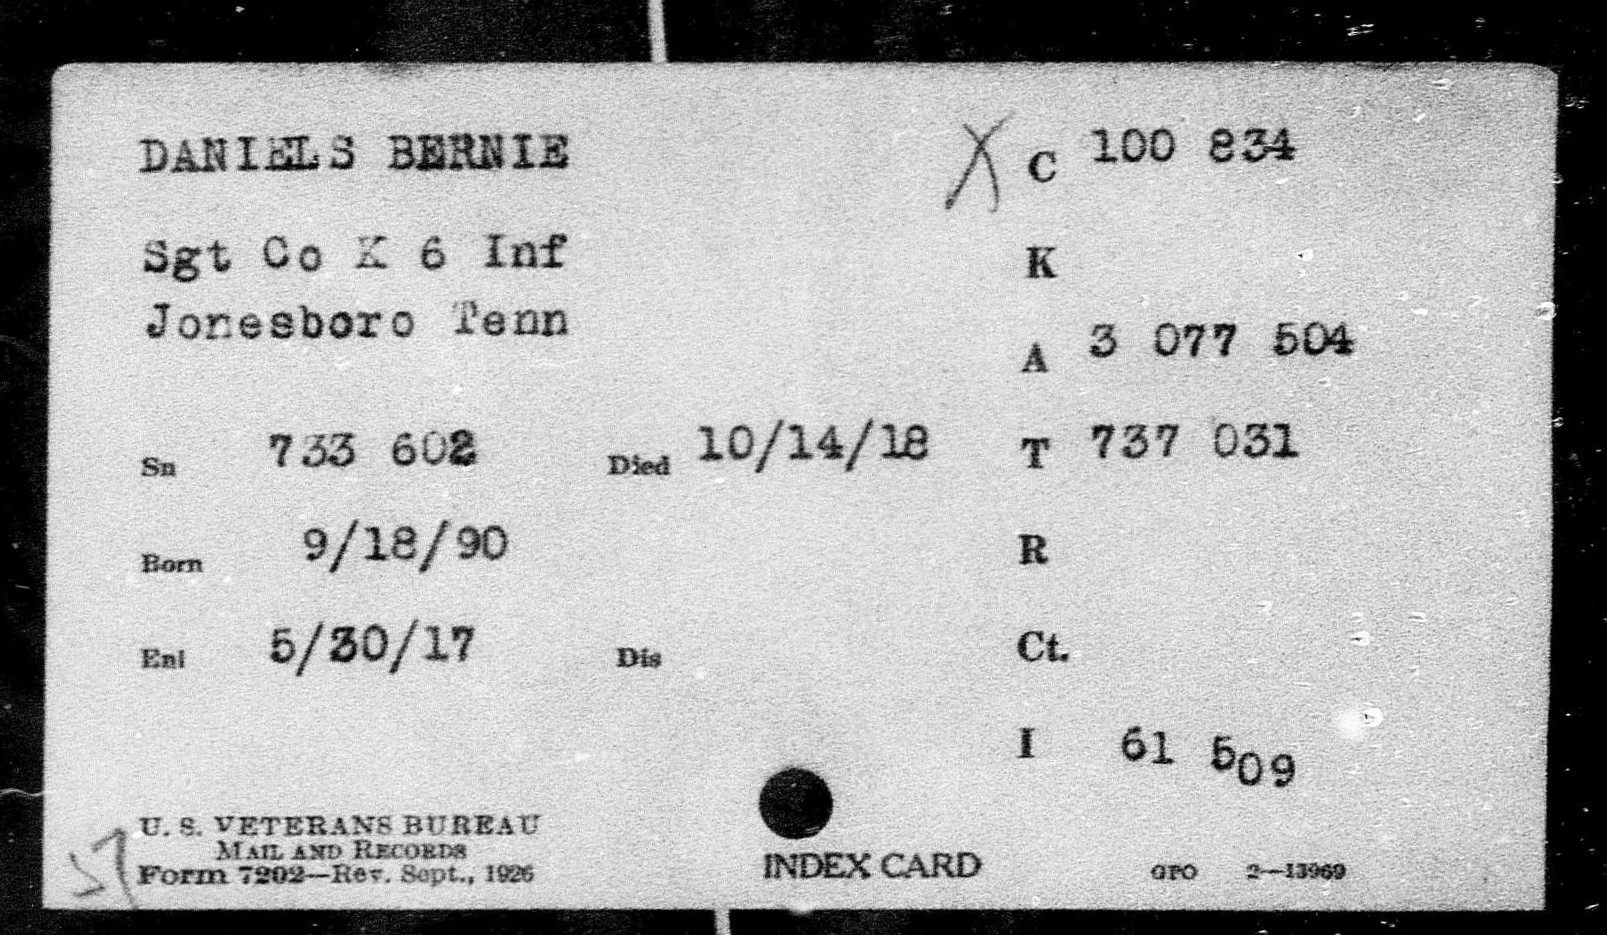 DANIELS BERNIE
X C 100 834
Sgt Co K 6 Inf
K
Jonesboro Tenn
A 3 077 504
Sn 733 602 Died 10/14/18 T 737 031
Born 9/18/90 R
Enl 5/30/17 Dis Ct.
I 61 509
U. S. VETERANS BUREAU
MAIL AND RECORDS
Form 7202—Rev. Sept., 1926
INDEX CARD
GPO 2—13969